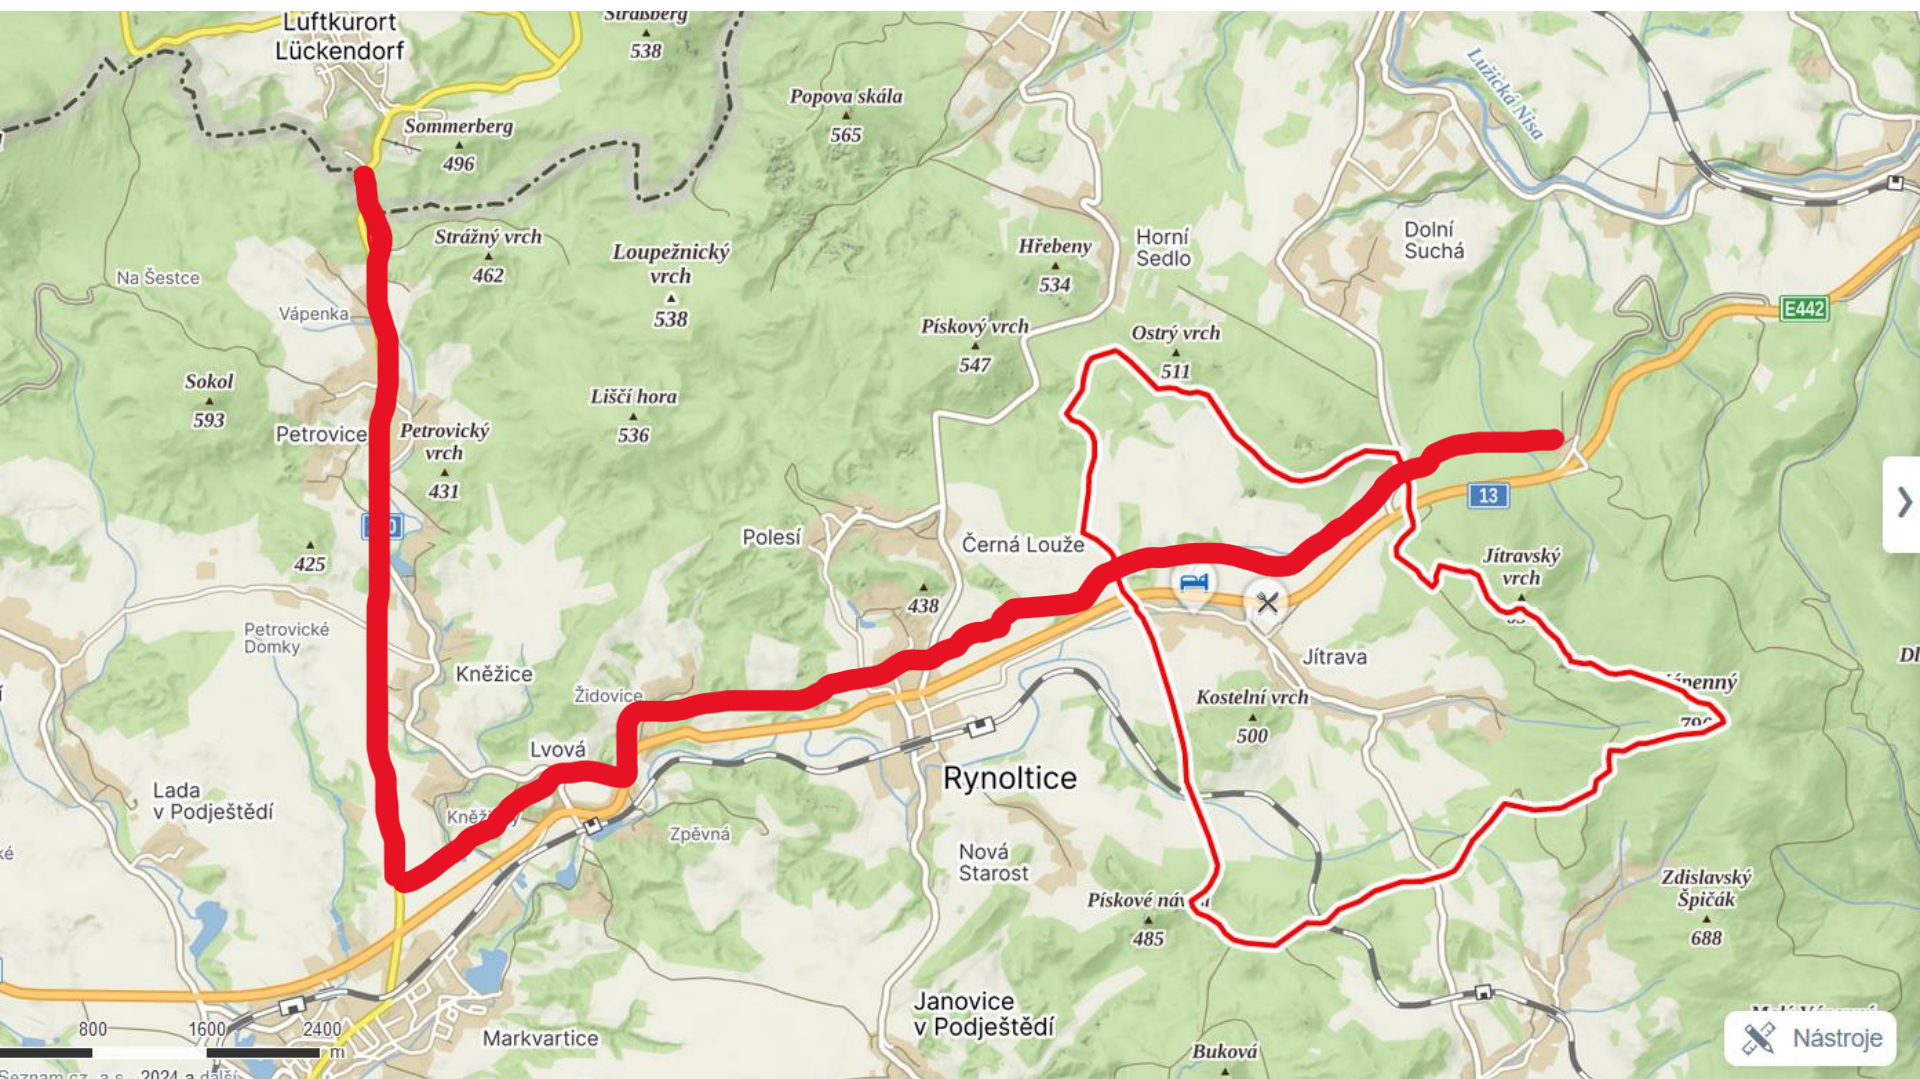 Luftkurort
Lückendorf
Straßberg
538
Popova skála
565
Sommerberg
496
Lužická Nisa
Strážný vrch
462
Loupežnický
vrch
538
Hřebeny
534
Horní
Sedlo
Dolní
Suchá
Na Šestce
Vápenka
E442
Pískový vrch
547
Ostrý vrch
511
Sokol
593
Liščí hora
536
Petrovice
Petrovický
vrch
431
13
425
Polesí
Černá Louže
Jítravský
vrch
438
Petrovické
Domky
Kněžice
Židovice
Jítrava
Kostelní vrch
500
790
Lvová
Rynoltice
Lada
v Podještědí
Zpěvná
Nová
Starost
Pískové
485
Zdislavský
Špičák
688
Janovice
v Podještědí
Markvartice
Buková
800
1600
2400
m
Seznam.cz, a.s., 2024 a další
Nástroje